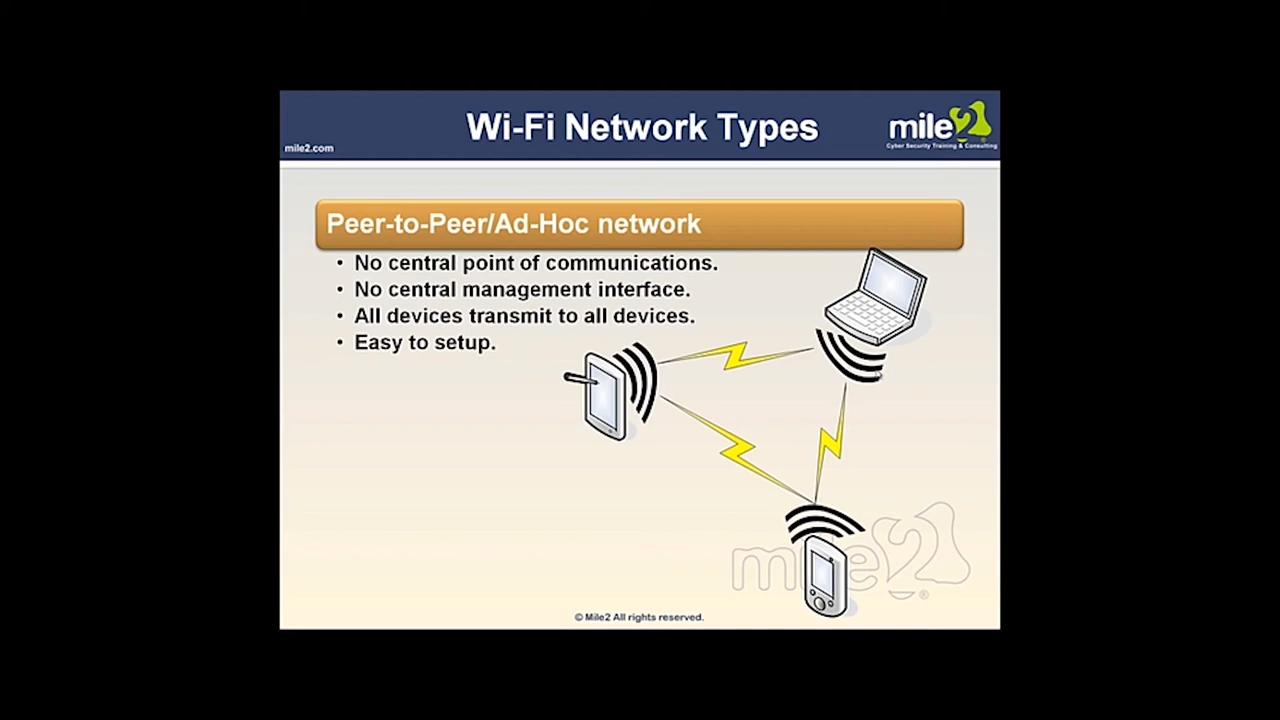 Wi-Fi Network Types
mile2
Cyber Security Training & Consulting
mile2.com
Peer-to-Peer/Ad-Hoc network
• No central point of communications.
• No central management interface.
• All devices transmit to all devices.
• Easy to setup.
mile2®
© Mile2 All rights reserved.